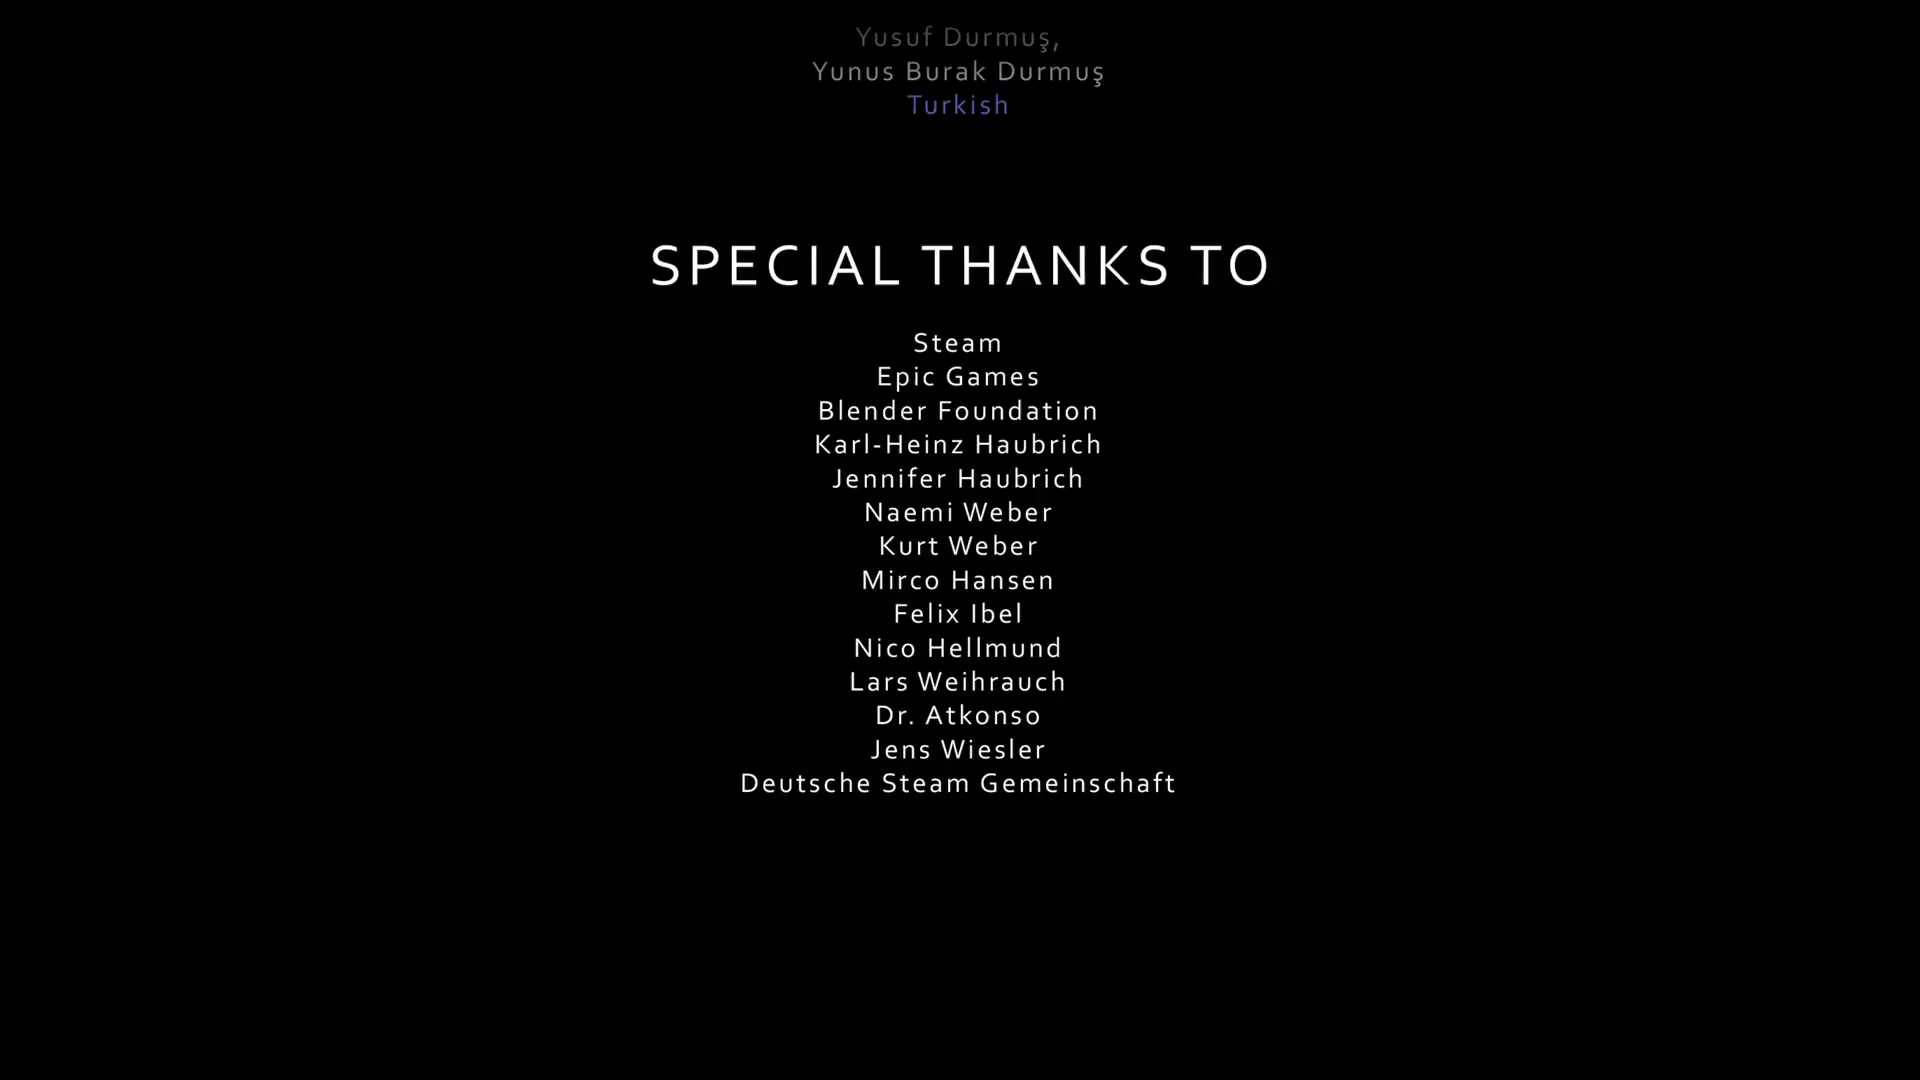 Yusuf Durmuş,
Yunus Burak Durmuş
Turkish
SPECIAL THANKS TO
Steam
Epic Games
Blender Foundation
Karl-Heinz Haubrich
Jennifer Haubrich
Naemi Weber
Kurt Weber
Mirco Hansen
Felix Ibel
Nico Hellmund
Lars Weihrauch
Dr. Atkonso
Jens Wiesler
Deutsche Steam Gemeinschaft